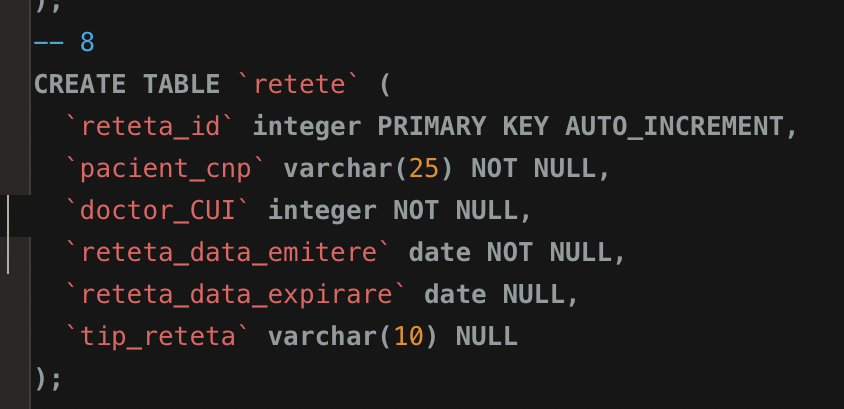 );
-- 8
CREATE TABLE `retete` (
  `reteta_id` integer PRIMARY KEY AUTO_INCREMENT,
  `pacient_cnp` varchar(25) NOT NULL,
  `doctor_CUI` integer NOT NULL,
  `reteta_data_emitere` date NOT NULL,
  `reteta_data_expirare` date NULL,
  `tip_reteta` varchar(10) NULL
);